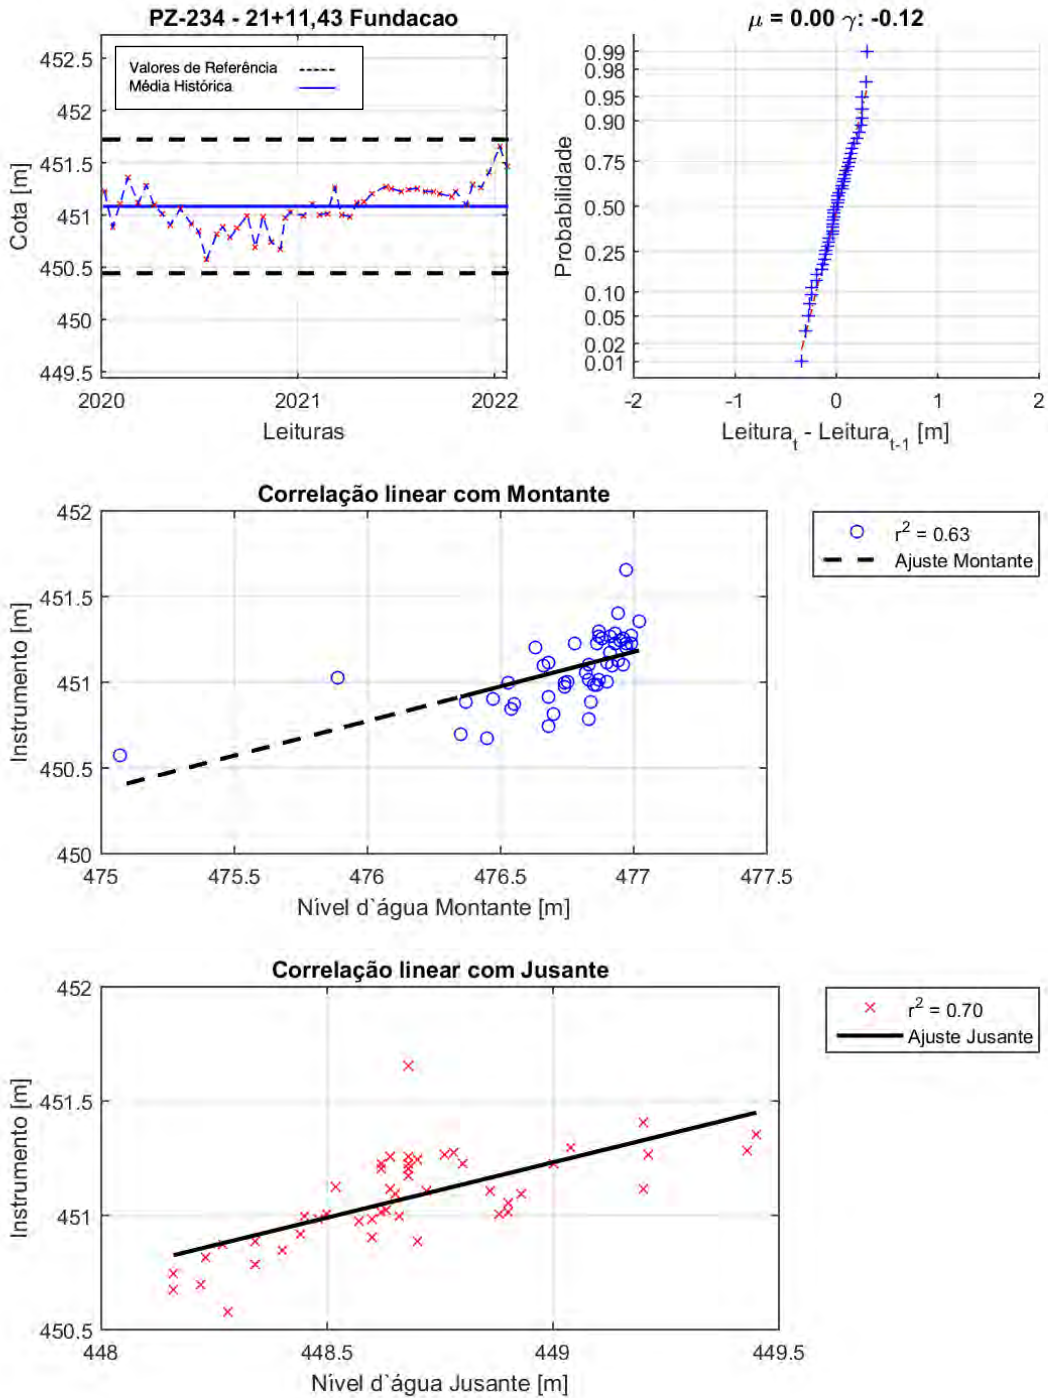 PZ-234 - 21+11,43 Fundacao
Valores de Referência
Média Histórica
452.5
452
451.5
451
450.5
450
449.5
2020
2021
2022
Cota [m]
Leituras
μ = 0.00 γ: -0.12
0.99
0.98
0.95
0.90
0.75
0.50
0.25
0.10
0.05
0.02
0.01
-2
-1
0
1
2
Probabilidade
Leitura_t - Leitura_t-1 [m]
Correlação linear com Montante
452
451.5
451
450.5
450
475
475.5
476
476.5
477
477.5
Instrumento [m]
Nível d`água Montante [m]
r² = 0.63
Ajuste Montante
Correlação linear com Jusante
452
451.5
451
450.5
448
448.5
449
449.5
Instrumento [m]
Nível d`água Jusante [m]
r² = 0.70
Ajuste Jusante